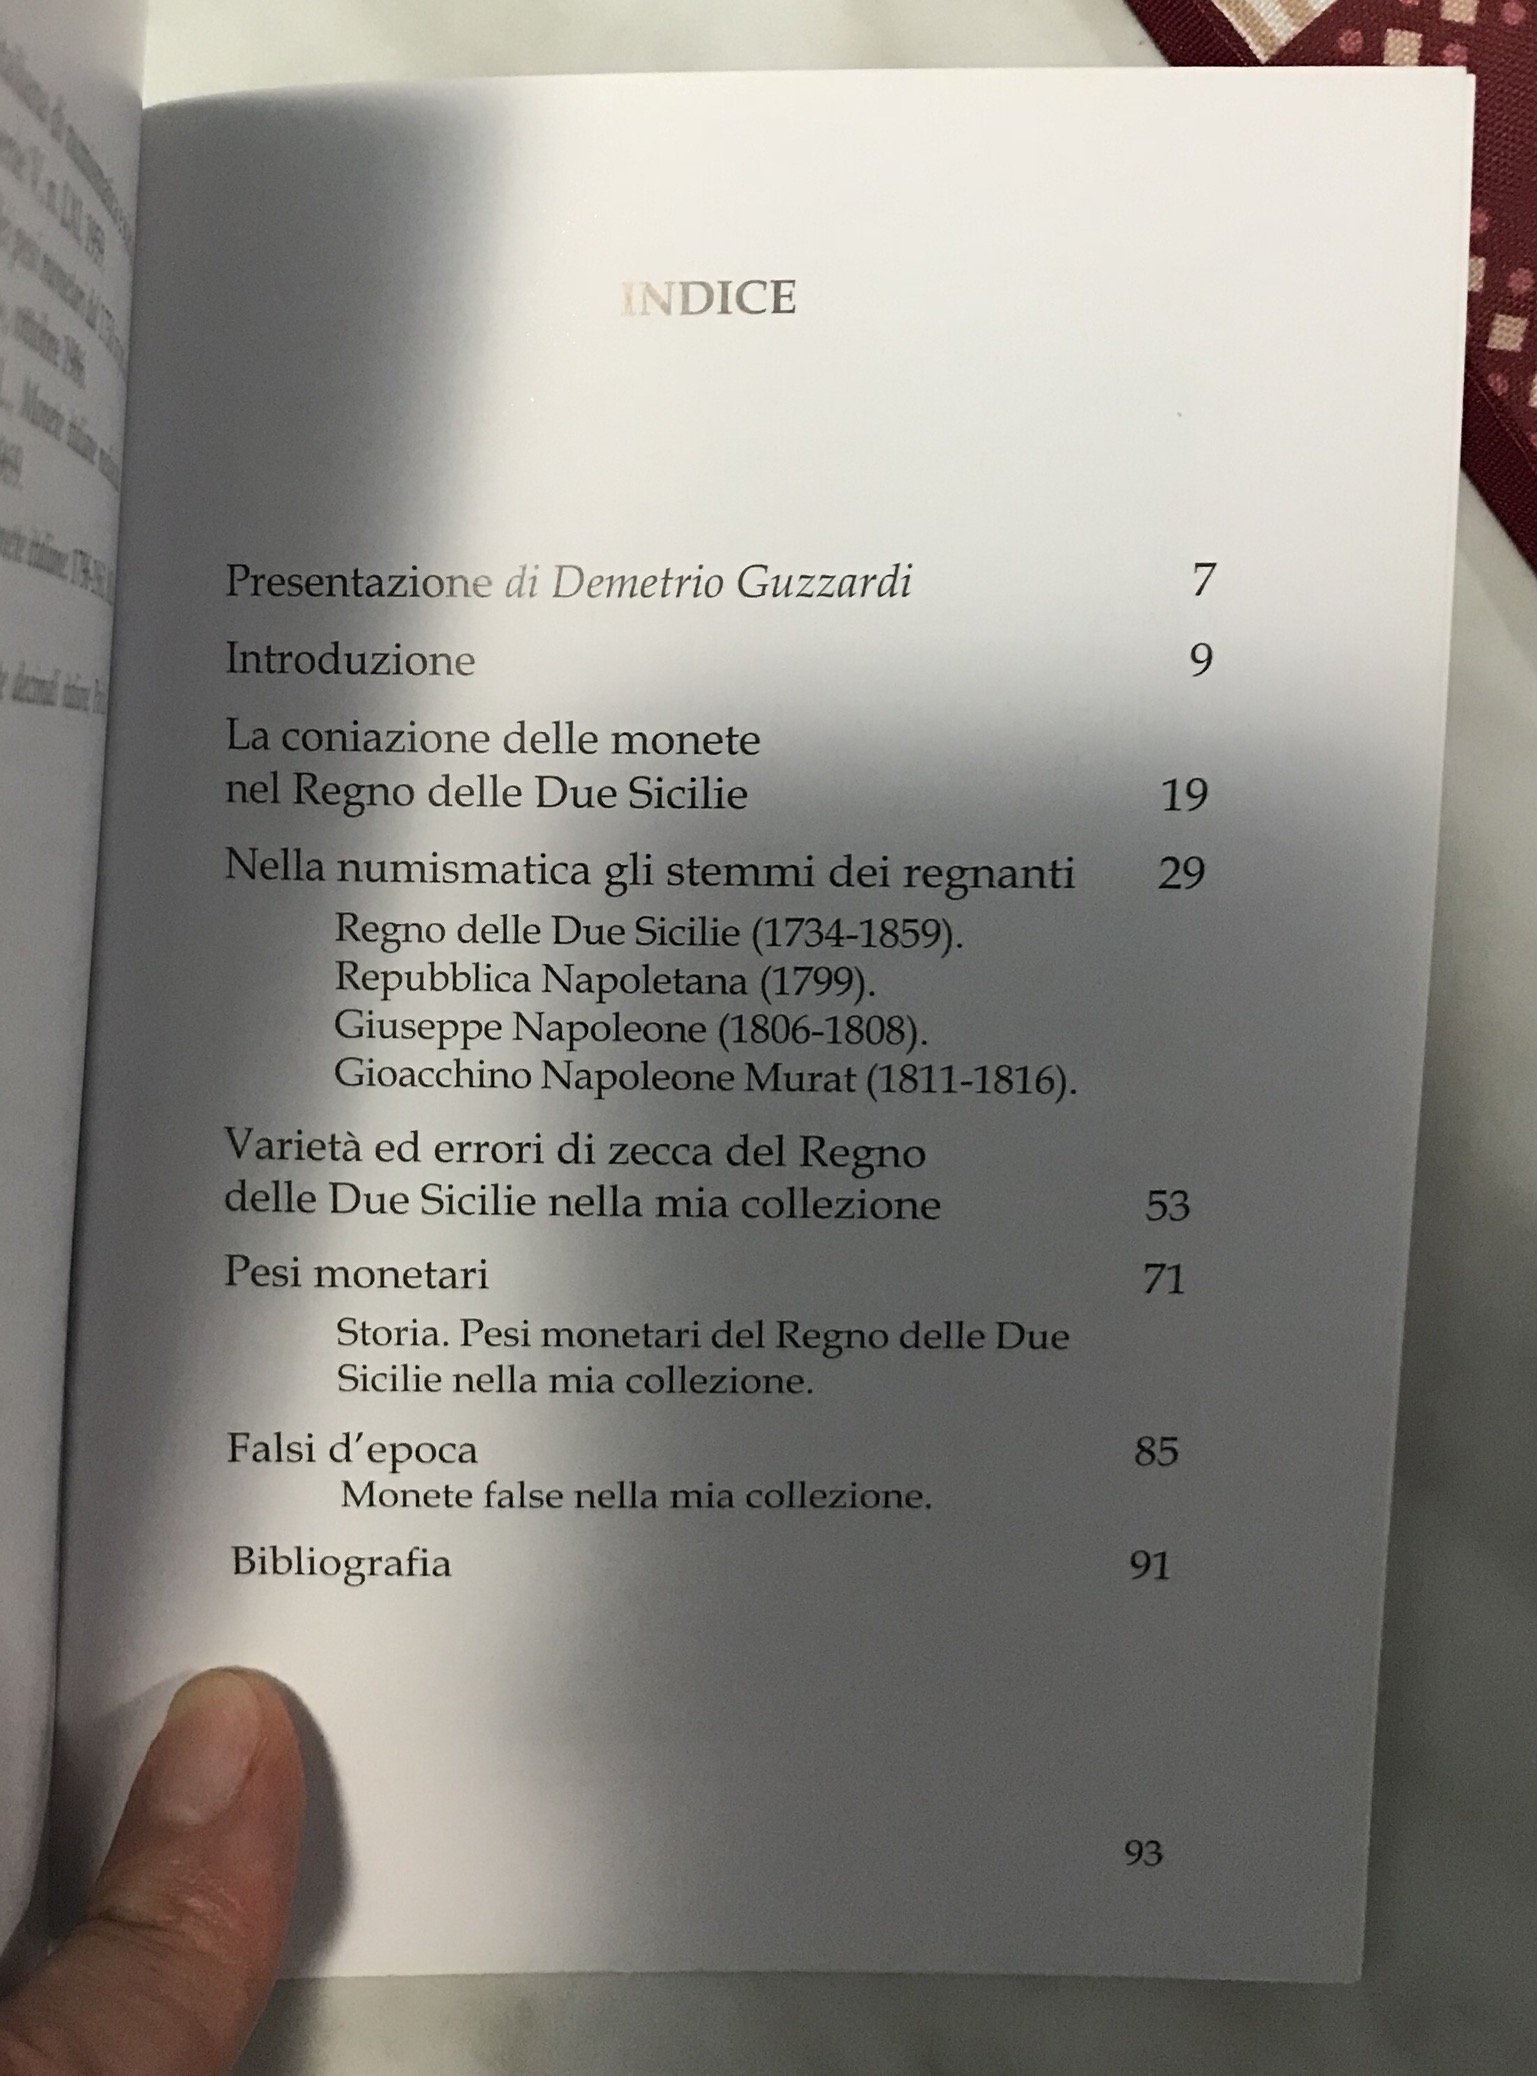 INDICE
Presentazione di Demetrio Guzzardi 7
Introduzione 9
La coniazione delle monete
nel Regno delle Due Sicilie 19
Nella numismatica gli stemmi dei regnanti 29
Regno delle Due Sicilie (1734-1859).
Repubblica Napoletana (1799).
Giuseppe Napoleone (1806-1808).
Gioacchino Napoleone Murat (1811-1816).
Varietà ed errori di zecca del Regno
delle Due Sicilie nella mia collezione 53
Pesi monetari 71
Storia. Pesi monetari del Regno delle Due
Sicilie nella mia collezione.
Falsi d'epoca 85
Monete false nella mia collezione.
Bibliografia 91
93